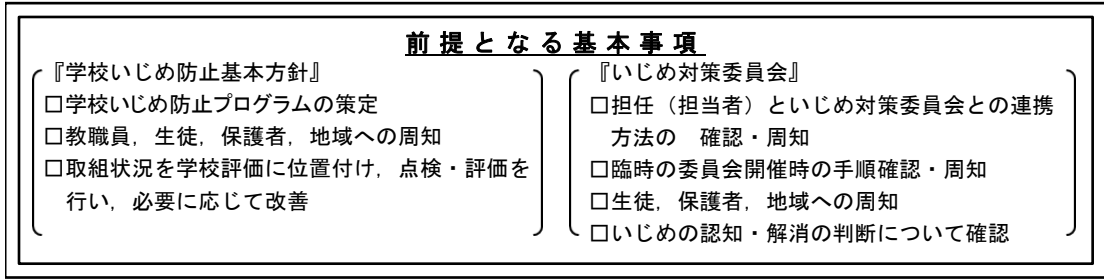 前提となる基本事項
『学校いじめ防止基本方針』
□学校いじめ防止プログラムの策定
□教職員，生徒，保護者，地域への周知
□取組状況を学校評価に位置付け，点検・評価を
行い，必要に応じて改善
『いじめ対策委員会』
□担任（担当者）といじめ対策委員会との連携
方法の　確認・周知
□臨時の委員会開催時の手順確認・周知
□生徒，保護者，地域への周知
□いじめの認知・解消の判断について確認